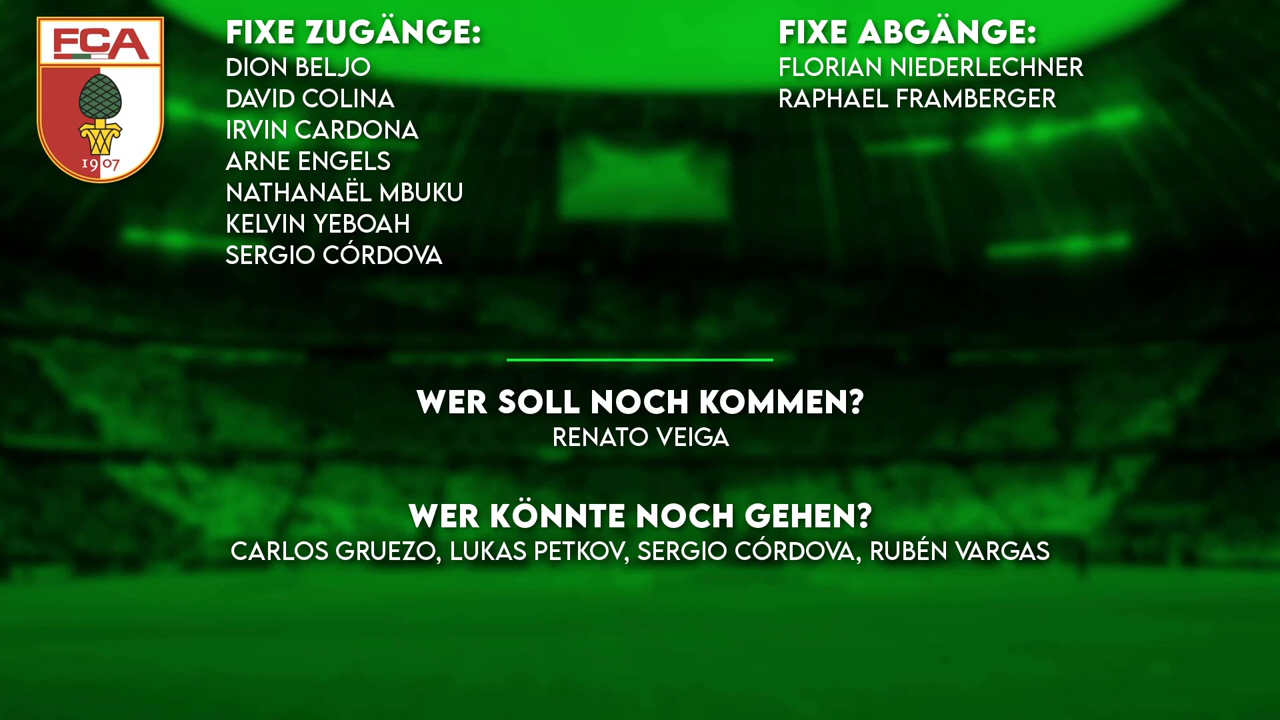 FCA
1907
FIXE ZUGÄNGE:
DION BELJO
DAVID COLINA
IRVIN CARDONA
ARNE ENGELS
NATHANAËL MBUKU
KELVIN YEBOAH
SERGIO CÓRDOVA
FIXE ABGÄNGE:
FLORIAN NIEDERLECHNER
RAPHAEL FRAMBERGER
WER SOLL NOCH KOMMEN?
RENATO VEIGA
WER KÖNNTE NOCH GEHEN?
CARLOS GRUEZO, LUKAS PETKOV, SERGIO CÓRDOVA, RUBÉN VARGAS